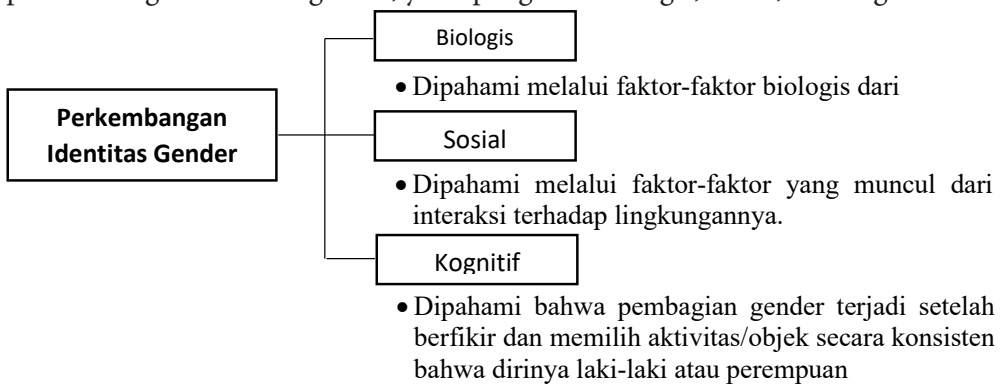 Biologis
• Dipahami melalui faktor-faktor biologis dari
Perkembangan
Identitas Gender
Sosial
• Dipahami melalui faktor-faktor yang muncul dari
interaksi terhadap lingkungannya.
Kognitif
• Dipahami bahwa pembagian gender terjadi setelah
berfikir dan memilih aktivitas/objek secara konsisten
bahwa dirinya laki-laki atau perempuan